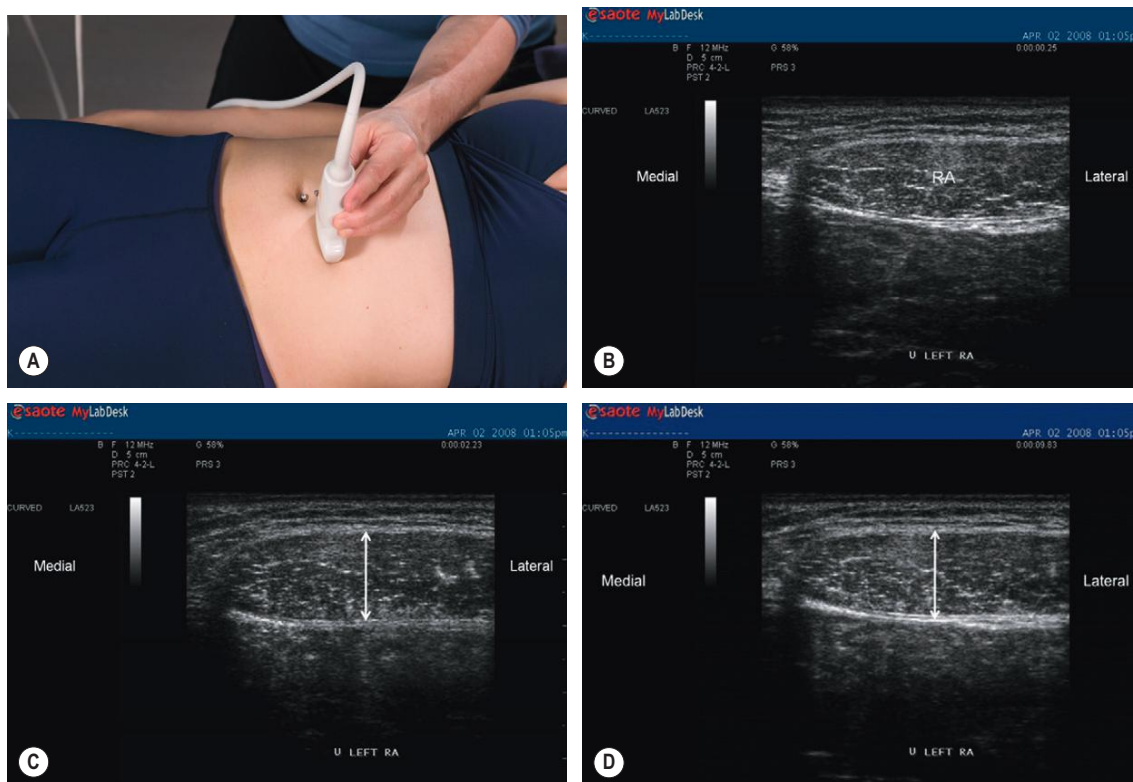 A
esaote MyLabDesk
K----------------
APR 02 2008 01:05p
B F 12 MHz G 58% 0:00:00.25
D 5 cm
PRC 4-2-L PRS 3
PST 2
CURVED LA523
Medial
RA
Lateral
U LEFT RA
B
esaote MyLabDesk
K----------------
APR 02 2008 01:05pm
B F 12 MHz G 58% 0:00:02.23
D 5 cm
PRC 4-2-L PRS 3
PST 2
CURVED LA523
Medial
Lateral
U LEFT RA
C
esaote MyLabDesk
K----------------
APR 02 2008 01:05p
B F 12 MHz G 58% 0:00:09.83
D 5 cm
PRC 4-2-L PRS 3
PST 2
CURVED LA523
Medial
Lateral
U LEFT RA
D